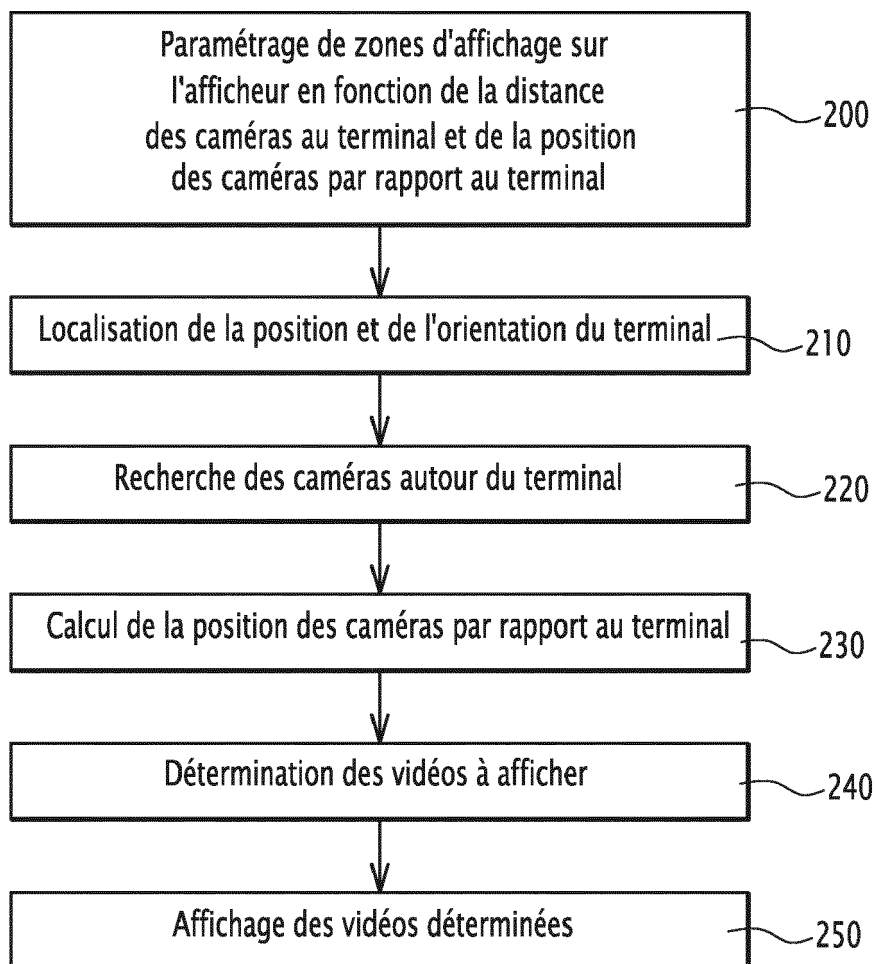 Paramétrage de zones d'affichage sur
l'afficheur en fonction de la distance
des caméras au terminal et de la position
des caméras par rapport au terminal
200
Localisation de la position et de l'orientation du terminal
210
Recherche des caméras autour du terminal
220
Calcul de la position des caméras par rapport au terminal
230
Détermination des vidéos à afficher
240
Affichage des vidéos déterminées
250